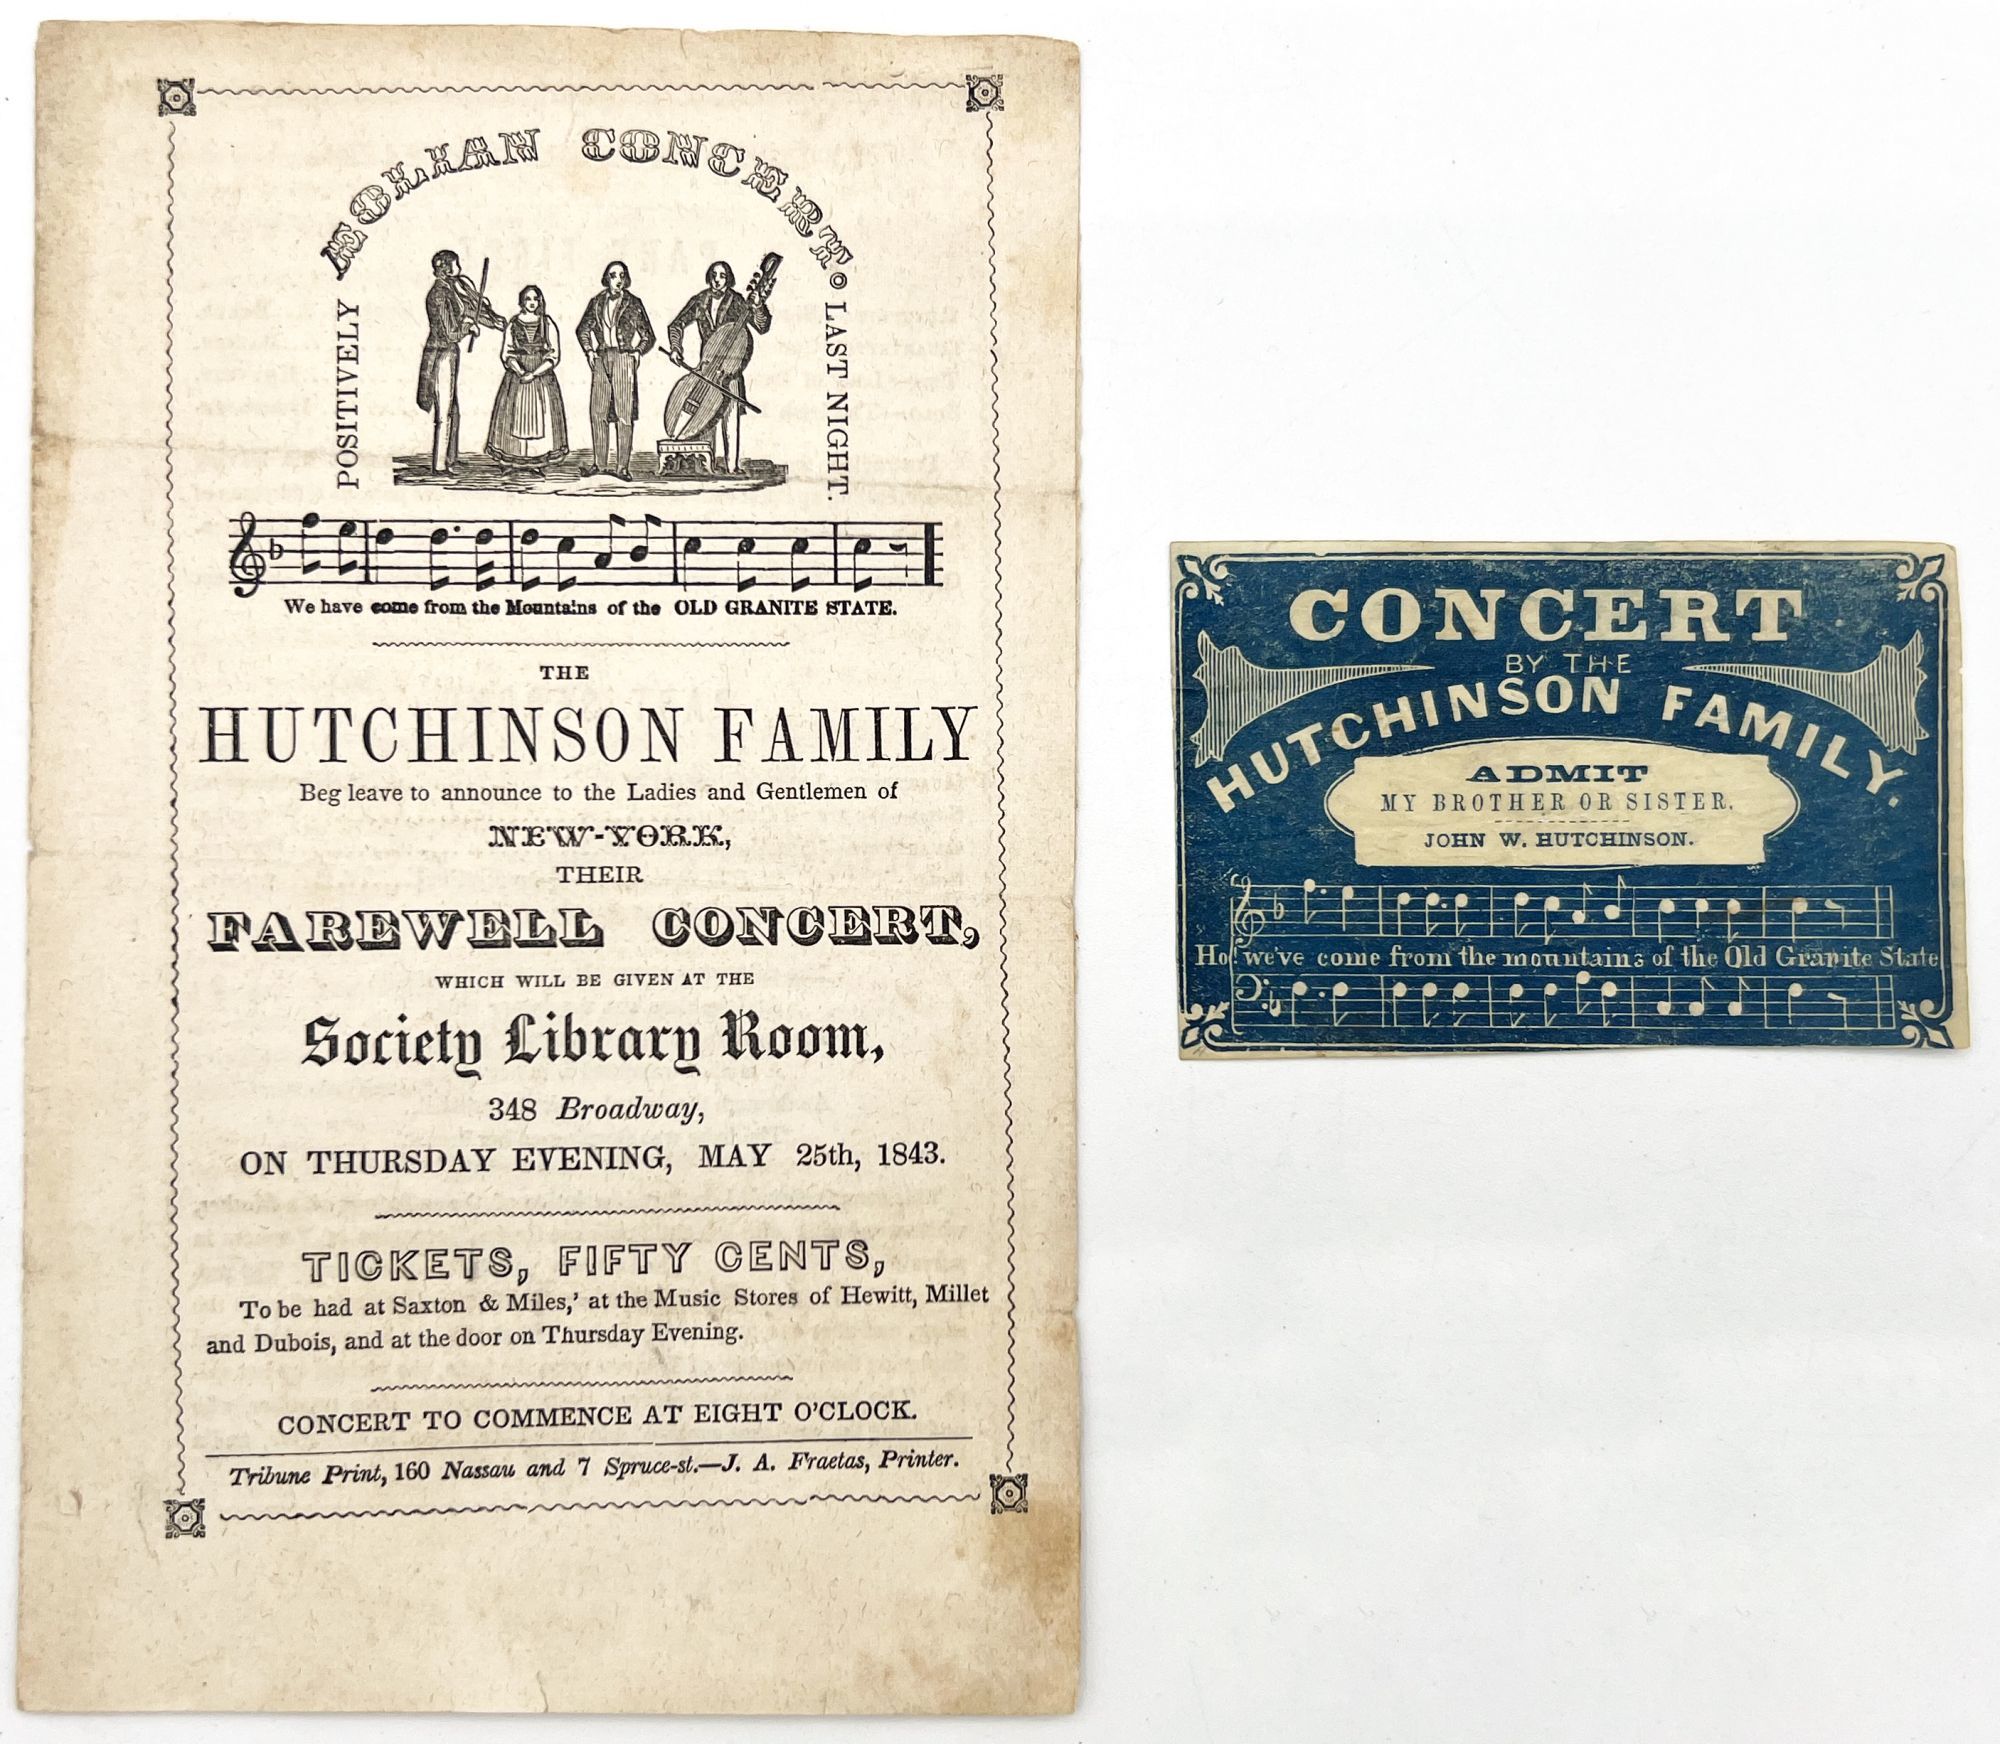 ÆOLIAN CONCERT
POSITIVELY
LAST NIGHT.
We have come from the Mountains of the OLD GRANITE STATE.
THE
HUTCHINSON FAMILY
Beg leave to announce to the Ladies and Gentlemen of
NEW-YORK,
THEIR
FAREWELL CONCERT,
WHICH WILL BE GIVEN AT THE
Society Library Room,
348 Broadway,
ON THURSDAY EVENING, MAY 25th, 1843.
TICKETS, FIFTY CENTS,
To be had at Saxton & Miles,' at the Music Stores of Hewitt, Millet
and Dubois, and at the door on Thursday Evening.
CONCERT TO COMMENCE AT EIGHT O'CLOCK.
Tribune Print, 160 Nassau and 7 Spruce-st.—J. A. Fraetas, Printer.
CONCERT
BY THE
HUTCHINSON FAMILY.
ADMIT
MY BROTHER OR SISTER.
JOHN W. HUTCHINSON.
Ho! we've come from the mountains of the Old Granite State